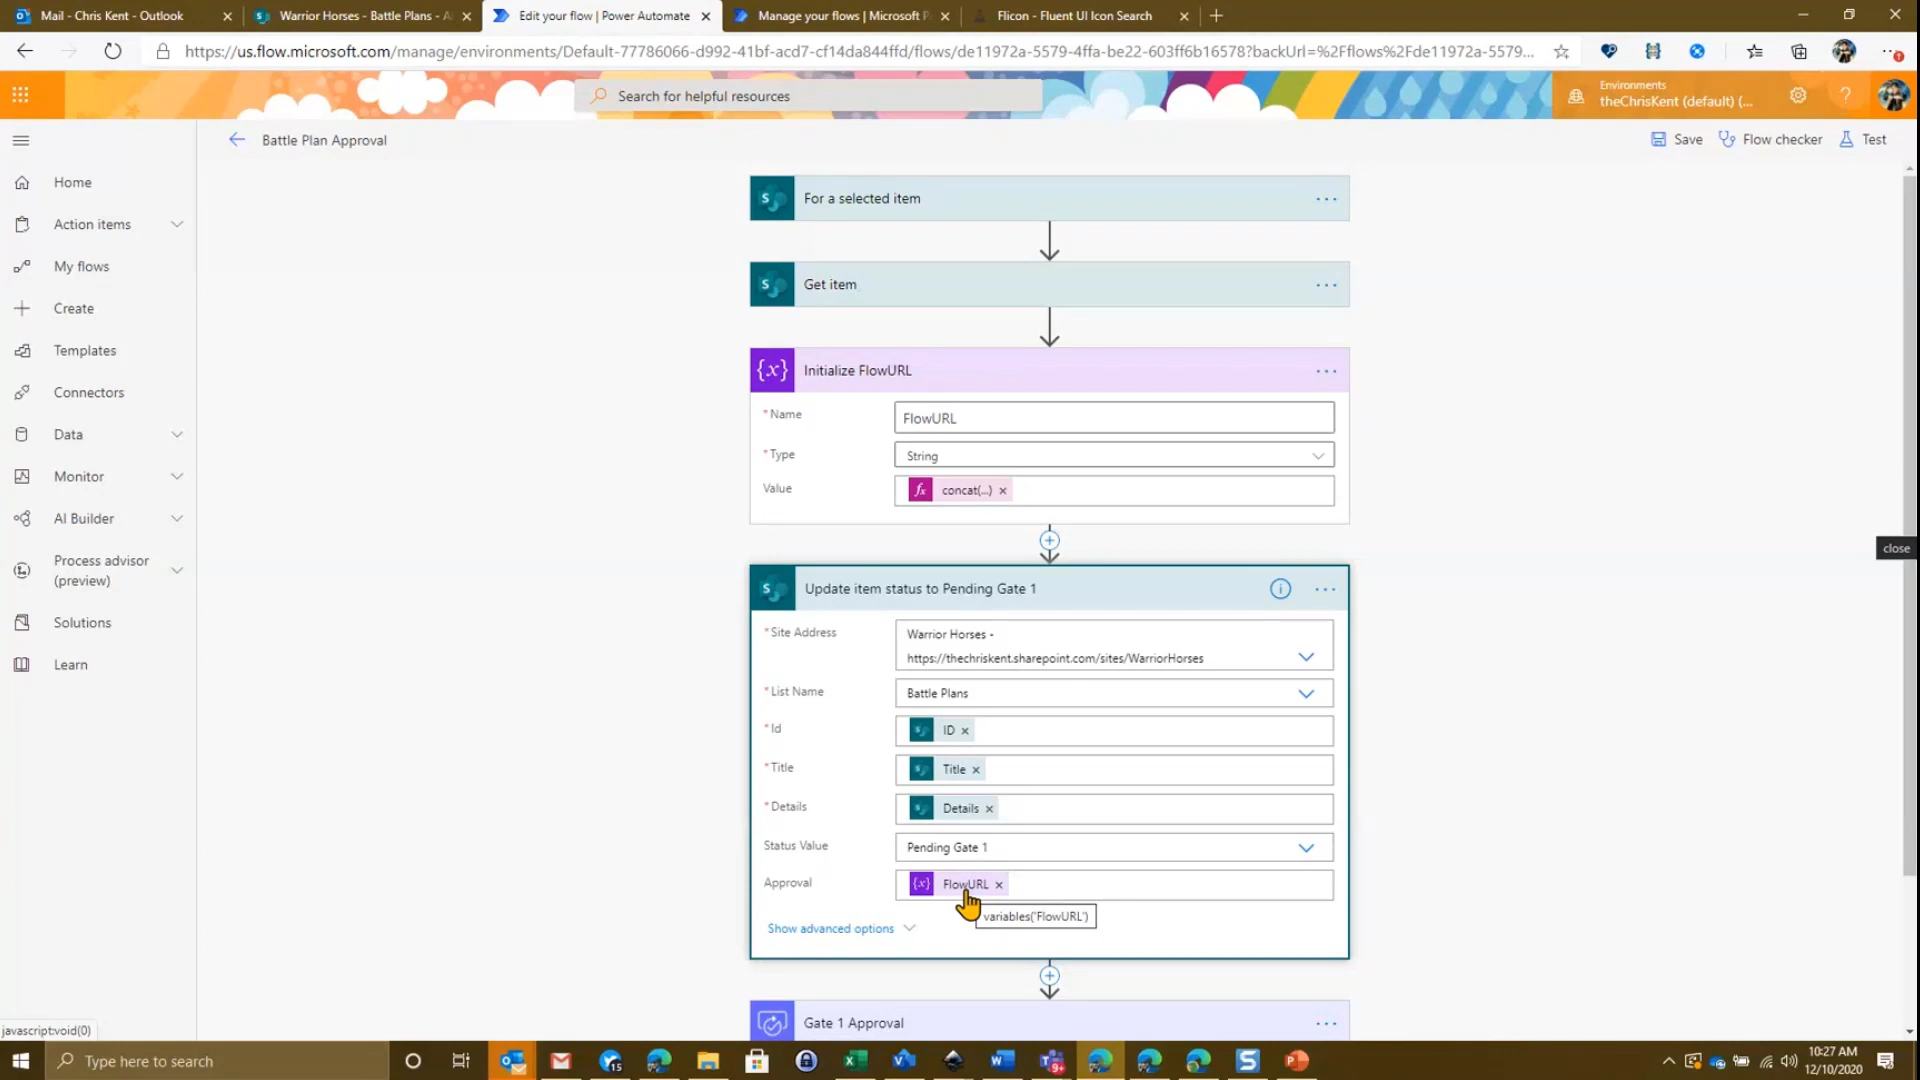 Mail - Chris Kent - Outlook
Warrior Horses - Battle Plans - A
Edit your flow | Power Automate
Manage your flows | Microsoft P
Flicon - Fluent UI Icon Search
https://us.flow.microsoft.com/manage/environments/Default-77786066-d992-41bf-acd7-cf14da844ffd/flows/de11972a-5579-4ffa-be22-603ff6b16578?backUrl=%2Fflows%2Fde11972a-5579...
Search for helpful resources
Environments
theChrisKent (default) (...
?
Battle Plan Approval
Save
Flow checker
Test
Home
Action items
My flows
Create
Templates
Connectors
Data
Monitor
AI Builder
Process advisor
(preview)
Solutions
Learn
For a selected item
Get item
{x} Initialize FlowURL
*Name
FlowURL
*Type
String
Value
fx concat(...)
close
Update item status to Pending Gate 1
*Site Address
Warrior Horses -
https://thechriskent.sharepoint.com/sites/WarriorHorses
*List Name
Battle Plans
*Id
ID
*Title
Title
*Details
Details
Status Value
Pending Gate 1
Approval
{x} FlowURL
variables('FlowURL')
Show advanced options
Gate 1 Approval
javascript:void(0)
Type here to search
15
9+
10:27 AM
12/10/2020